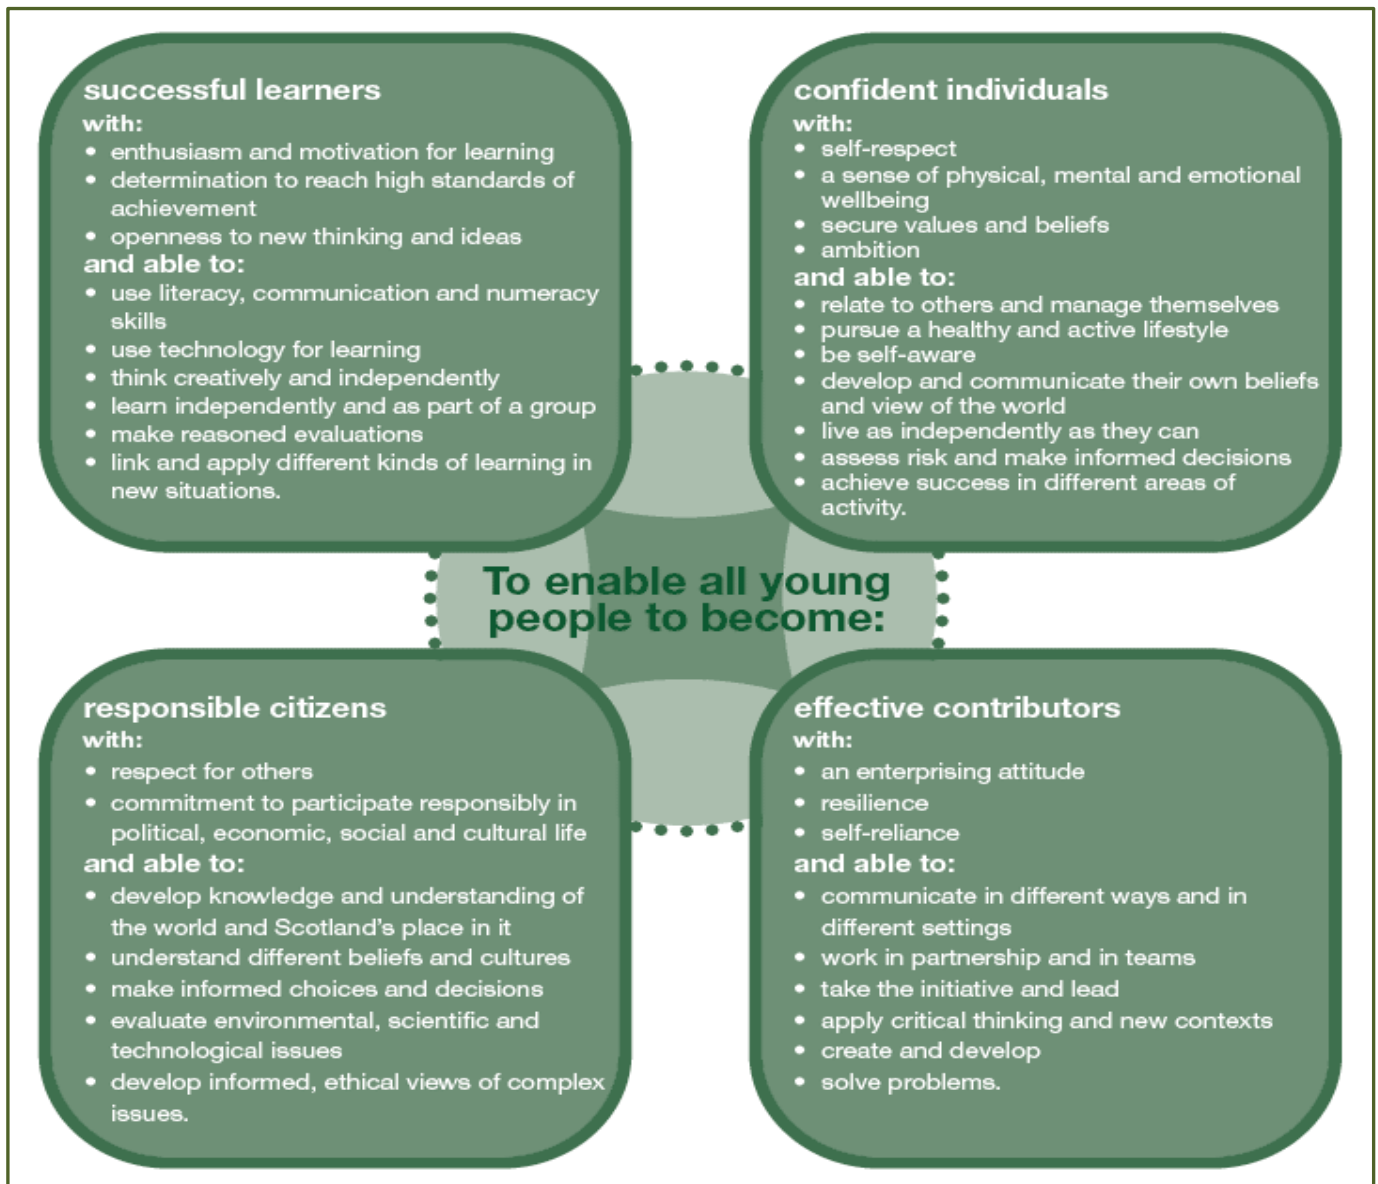 successful learners
with:
• enthusiasm and motivation for learning
• determination to reach high standards of
achievement
• openness to new thinking and ideas
and able to:
• use literacy, communication and numeracy
skills
• use technology for learning
• think creatively and independently
• learn independently and as part of a group
• make reasoned evaluations
• link and apply different kinds of learning in
new situations.
confident individuals
with:
• self-respect
• a sense of physical, mental and emotional
wellbeing
• secure values and beliefs
• ambition
and able to:
• relate to others and manage themselves
• pursue a healthy and active lifestyle
• be self-aware
• develop and communicate their own beliefs
and view of the world
• live as independently as they can
• assess risk and make informed decisions
• achieve success in different areas of
activity.
To enable all young
people to become:
responsible citizens
with:
• respect for others
• commitment to participate responsibly in
political, economic, social and cultural life
and able to:
• develop knowledge and understanding of
the world and Scotland's place in it
• understand different beliefs and cultures
• make informed choices and decisions
• evaluate environmental, scientific and
technological issues
• develop informed, ethical views of complex
issues.
effective contributors
with:
• an enterprising attitude
• resilience
• self-reliance
and able to:
• communicate in different ways and in
different settings
• work in partnership and in teams
• take the initiative and lead
• apply critical thinking and new contexts
• create and develop
• solve problems.